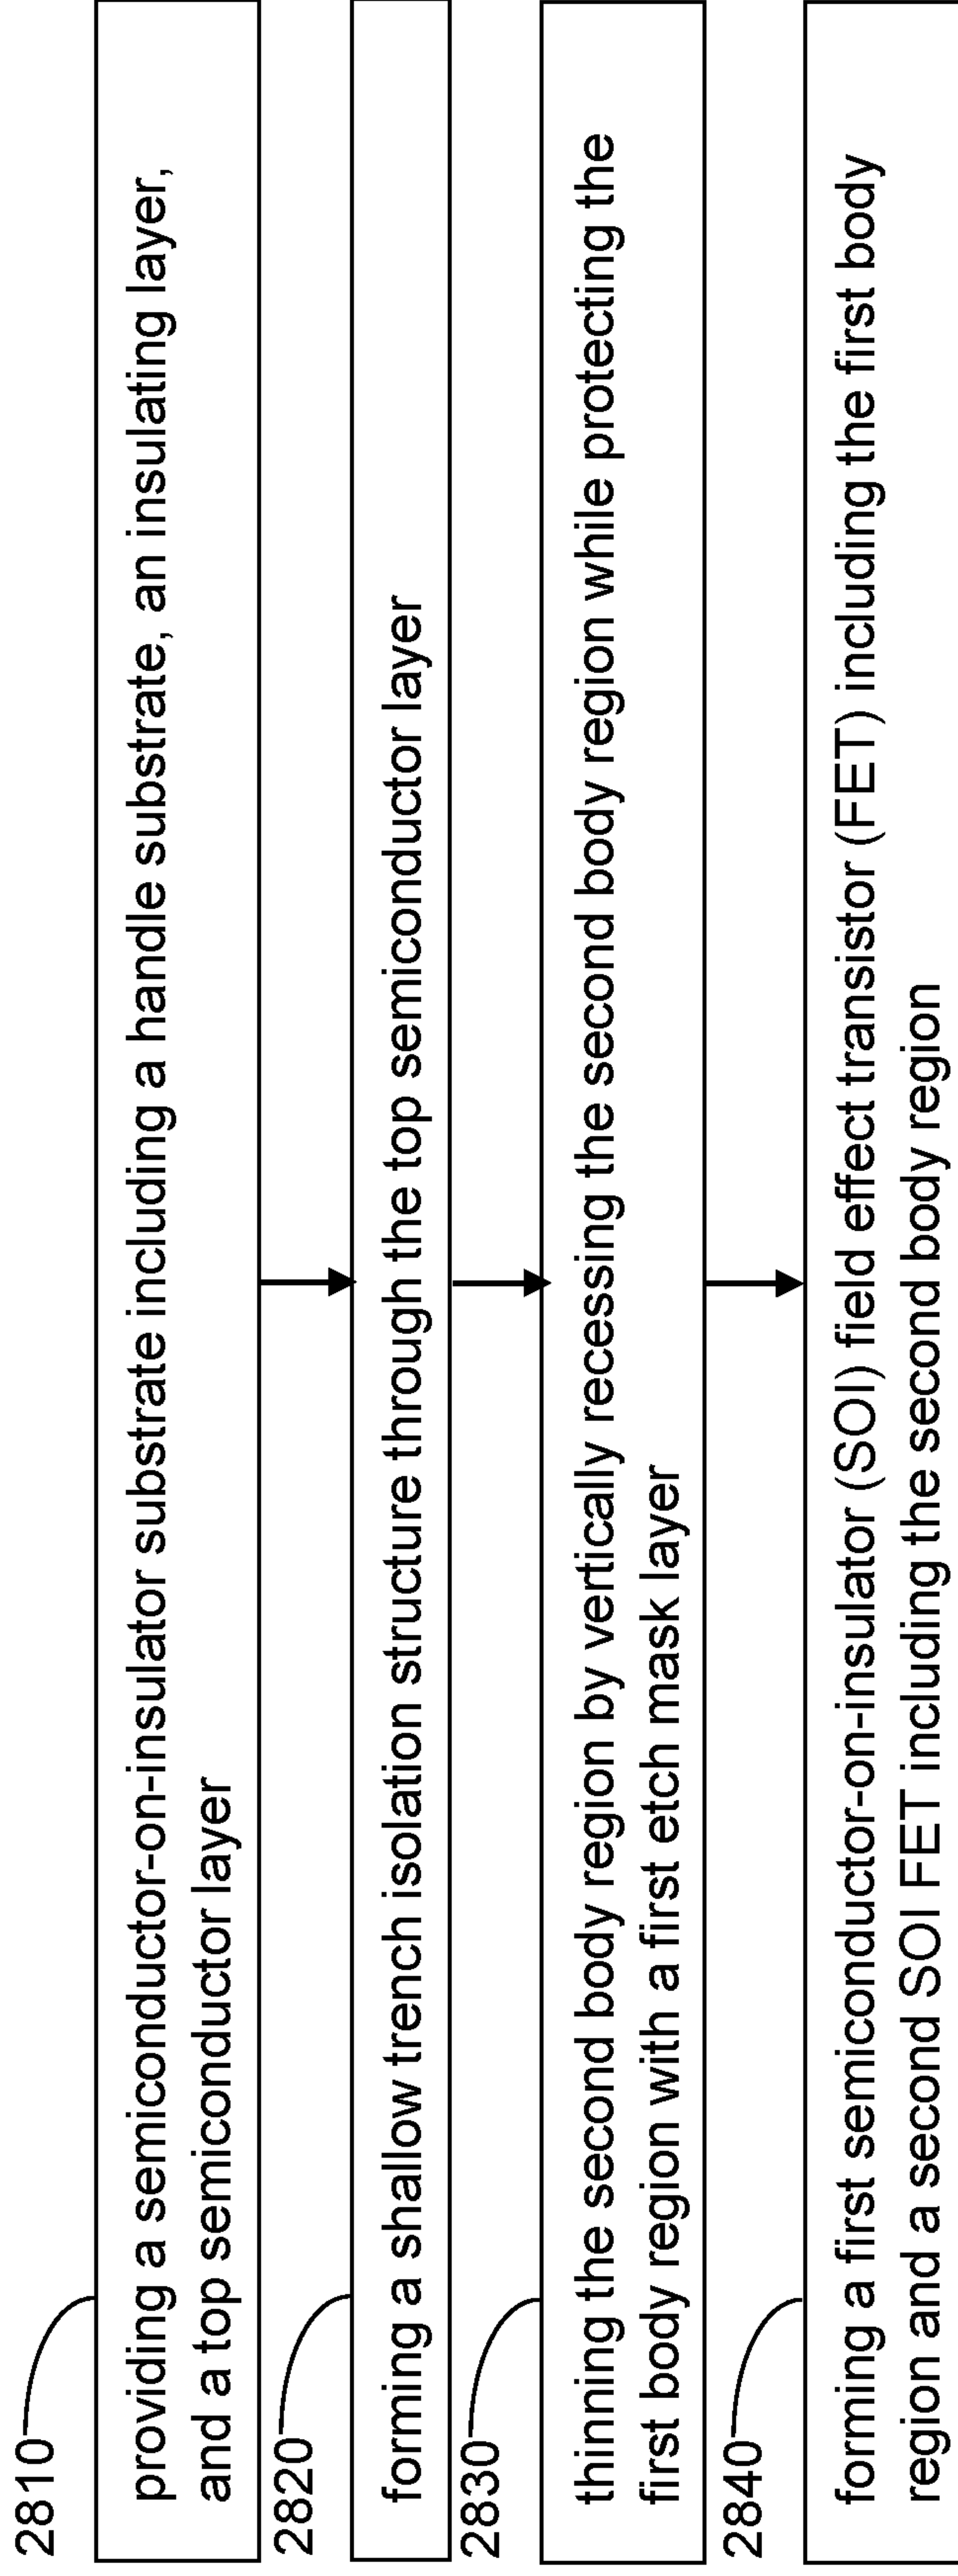 2810
providing a semiconductor-on-insulator substrate including a handle substrate, an insulating layer,
and a top semiconductor layer
2820
forming a shallow trench isolation structure through the top semiconductor layer
2830
thinning the second body region by vertically recessing the second body region while protecting the
first body region with a first etch mask layer
2840
forming a first semiconductor-on-insulator (SOI) field effect transistor (FET) including the first body
region and a second SOI FET including the second body region